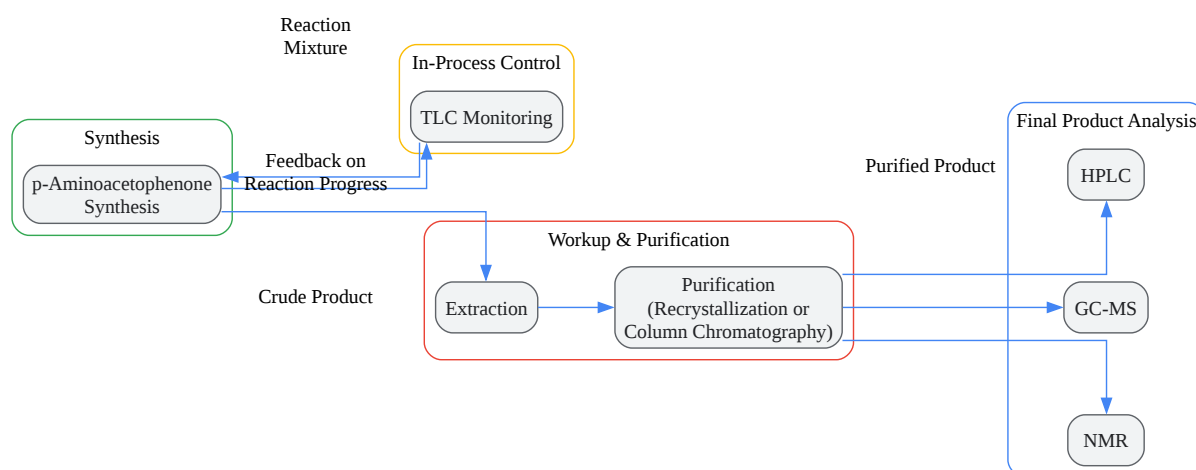 Reaction
Mixture
In-Process Control
TLC Monitoring
Synthesis
p-Aminoacetophenone
Synthesis
Feedback on
Reaction Progress
Crude Product
Workup & Purification
Extraction
Purification
(Recrystallization or
Column Chromatography)
Purified Product
Final Product Analysis
HPLC
GC-MS
NMR